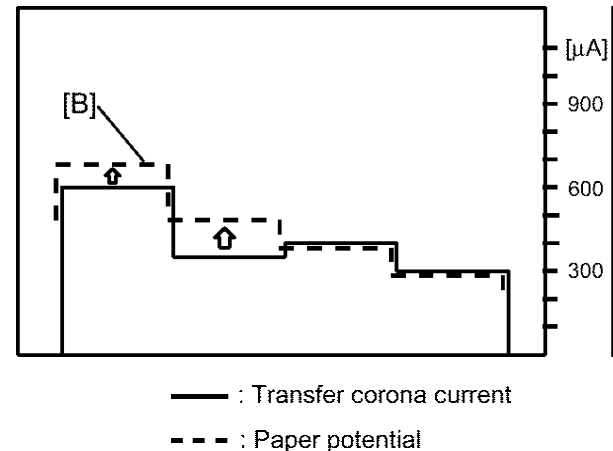 [µA]
[B]
900
600
300
: Transfer corona current
: Paper potential